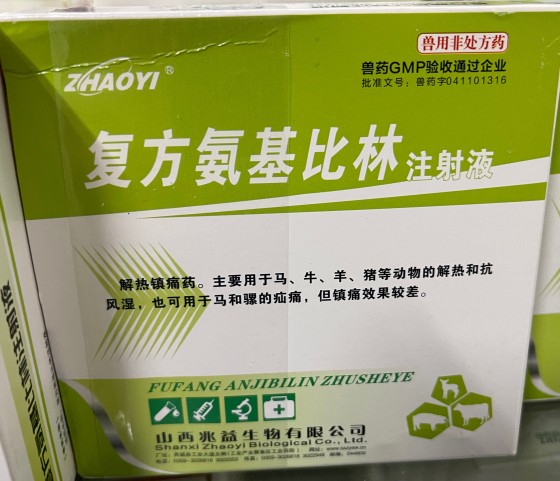 兽用非处方药
ZHAOYI®
兽药GMP验收通过企业
批准文号：兽药字041101316
复方氨基比林注射液
解热镇痛药。主要用于马、牛、羊、猪等动物的解热和抗
风湿，也可用于马和骡的疝痛，但镇痛效果较差。
FUFANG ANJIBILIN ZHUSHEYE
山西兆益生物有限公司
Shanxi Zhaoyi Biological Co., Ltd.